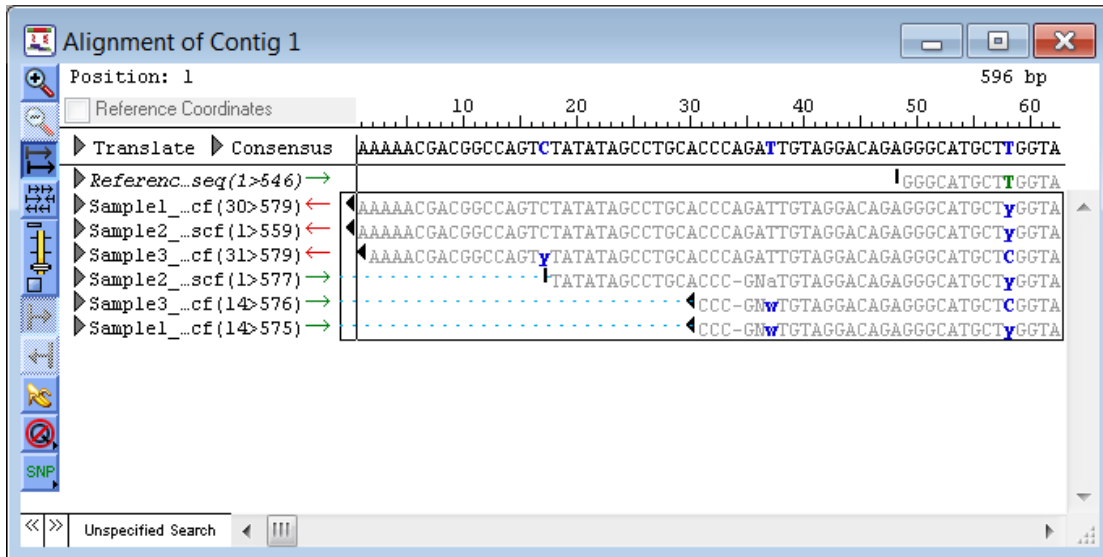 Alignment of Contig 1
Position: 1 596 bp
Reference Coordinates 10 20 30 40 50 60
Translate Consensus AAAAACGACGGCCAGTCTATATAGCCTGCACCCAGATTGTAGGACAGAGGGCATGCTTGGTA
Referenc…seq(1>546)→ GGGCATGCTTGGTA
Sample1_…cf(30>579)← AAAAACGACGGCCAGTCTATATAGCCTGCACCCAGATTGTAGGACAGAGGGCATGCTyGGTA
Sample2_…scf(1>559)← AAAAACGACGGCCAGTCTATATAGCCTGCACCCAGATTGTAGGACAGAGGGCATGCTyGGTA
Sample3_…cf(31>579)← AAAACGACGGCCAGTyTATATAGCCTGCACCCAGATTGTAGGACAGAGGGCATGCTCGGTA
Sample2_…scf(1>577)→ TATATAGCCTGCACCC-GNaTGTAGGACAGAGGGCATGCTyGGTA
Sample3_…cf(14>576)→ CCC-GNwTGTAGGACAGAGGGCATGCTCGGTA
Sample1_…cf(14>575)→ CCC-GNwTGTAGGACAGAGGGCATGCTyGGTA
SNP
Unspecified Search